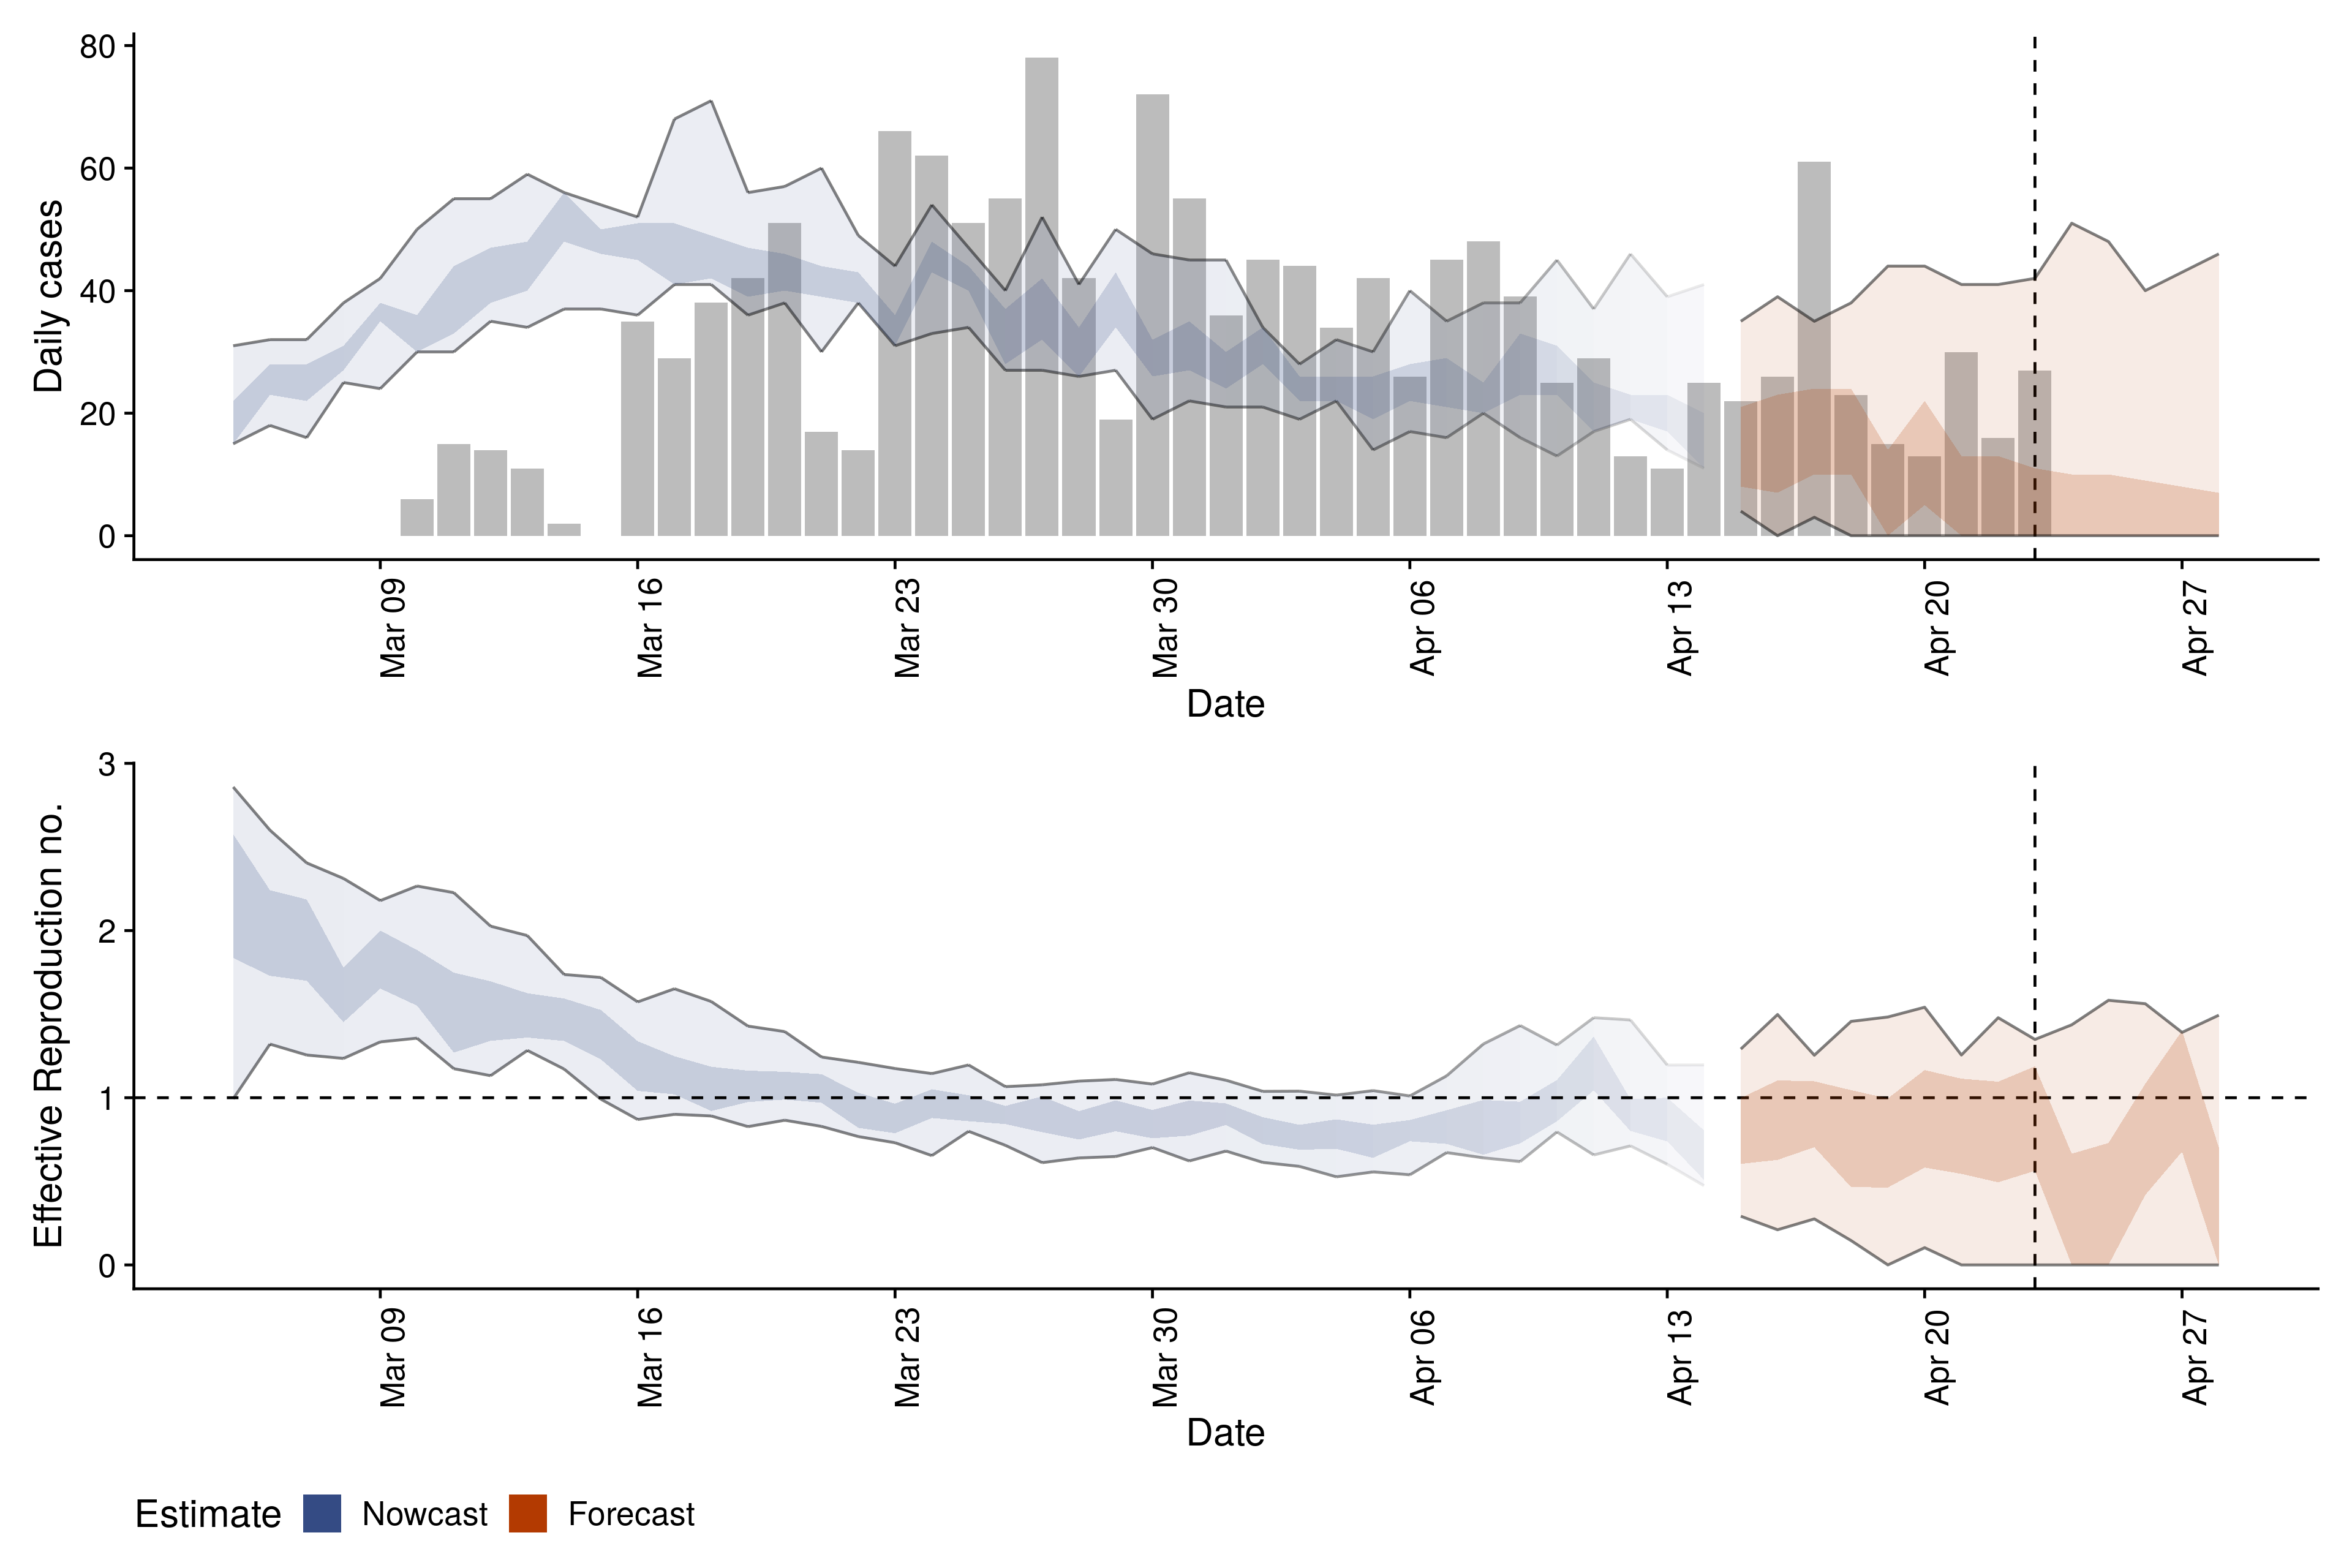 80
60
40
20
0
Daily cases
Mar 09
Mar 16
Mar 23
Mar 30
Apr 06
Apr 13
Apr 20
Apr 27
Date
3
2
1
0
Effective Reproduction no.
Mar 09
Mar 16
Mar 23
Mar 30
Apr 06
Apr 13
Apr 20
Apr 27
Date
Estimate Nowcast Forecast